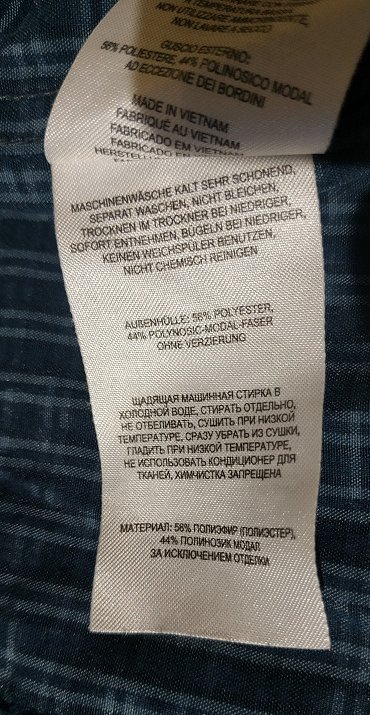 TEMPERATURE
NON UTILIZZARE AMMORBIDENTE,
NON LAVARE A SECCO
GUSCIO ESTERNO:
56% POLIESTERE, 44% POLINOSICO MODAL
AD ECCEZIONE DEI BORDINI
MADE IN VIETNAM
FABRIQUÉ AU VIETNAM
FABRICADO EM VIETNAM
FABRICADO EN VIETNAM
MASCHINENWÄSCHE KALT SEHR SCHONEND,
SEPARAT WASCHEN, NICHT BLEICHEN,
TROCKNEN IM TROCKNER BEI NIEDRIGER,
SOFORT ENTNEHMEN, BÜGELN BEI NIEDRIGER,
KEINEN WEICHSPÜLER BENUTZEN,
NICHT CHEMISCH REINIGEN
AUßENHÜLLE: 56% POLYESTER,
44% POLYNOSIC-MODAL-FASER
OHNE VERZIERUNG
ЩАДЯЩАЯ МАШИННАЯ СТИРКА В
ХОЛОДНОЙ ВОДЕ, СТИРАТЬ ОТДЕЛЬНО,
НЕ ОТБЕЛИВАТЬ, СУШИТЬ ПРИ НИЗКОЙ
ТЕМПЕРАТУРЕ, СРАЗУ УБРАТЬ ИЗ СУШКИ,
ГЛАДИТЬ ПРИ НИЗКОЙ ТЕМПЕРАТУРЕ,
НЕ ИСПОЛЬЗОВАТЬ КОНДИЦИОНЕР ДЛЯ
ТКАНЕЙ, ХИМЧИСТКА ЗАПРЕЩЕНА
МАТЕРИАЛ: 56% ПОЛИЭФИР (ПОЛИЭСТЕР),
44% ПОЛИНОЗИК МОДАЛ
ЗА ИСКЛЮЧЕНИЕМ ОТДЕЛКИ